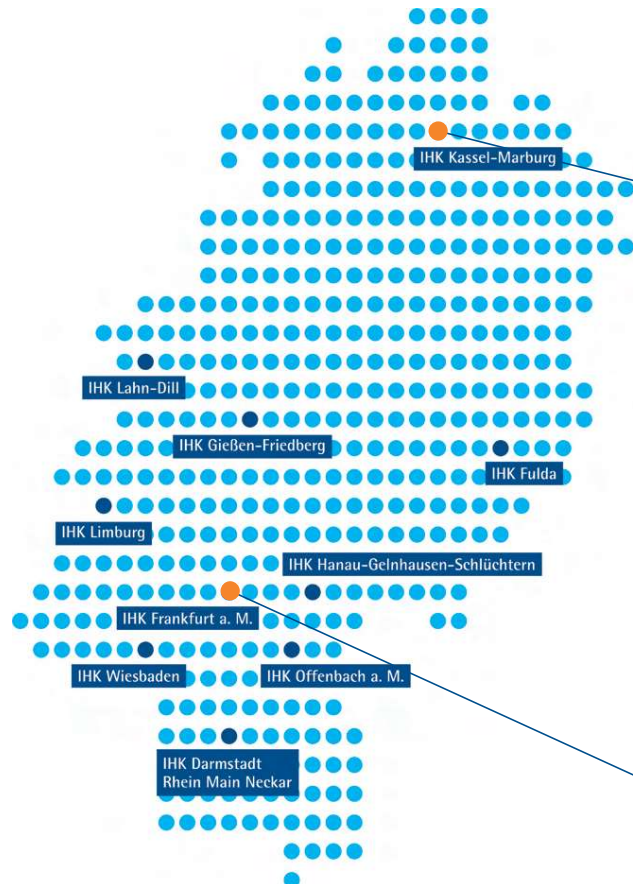 IHK Kassel-Marburg
IHK Lahn-Dill
IHK Gießen-Friedberg
IHK Fulda
IHK Limburg
IHK Hanau-Gelnhausen-Schlüchtern
IHK Frankfurt a. M.
IHK Wiesbaden
IHK Offenbach a. M.
IHK Darmstadt
Rhein Main Neckar